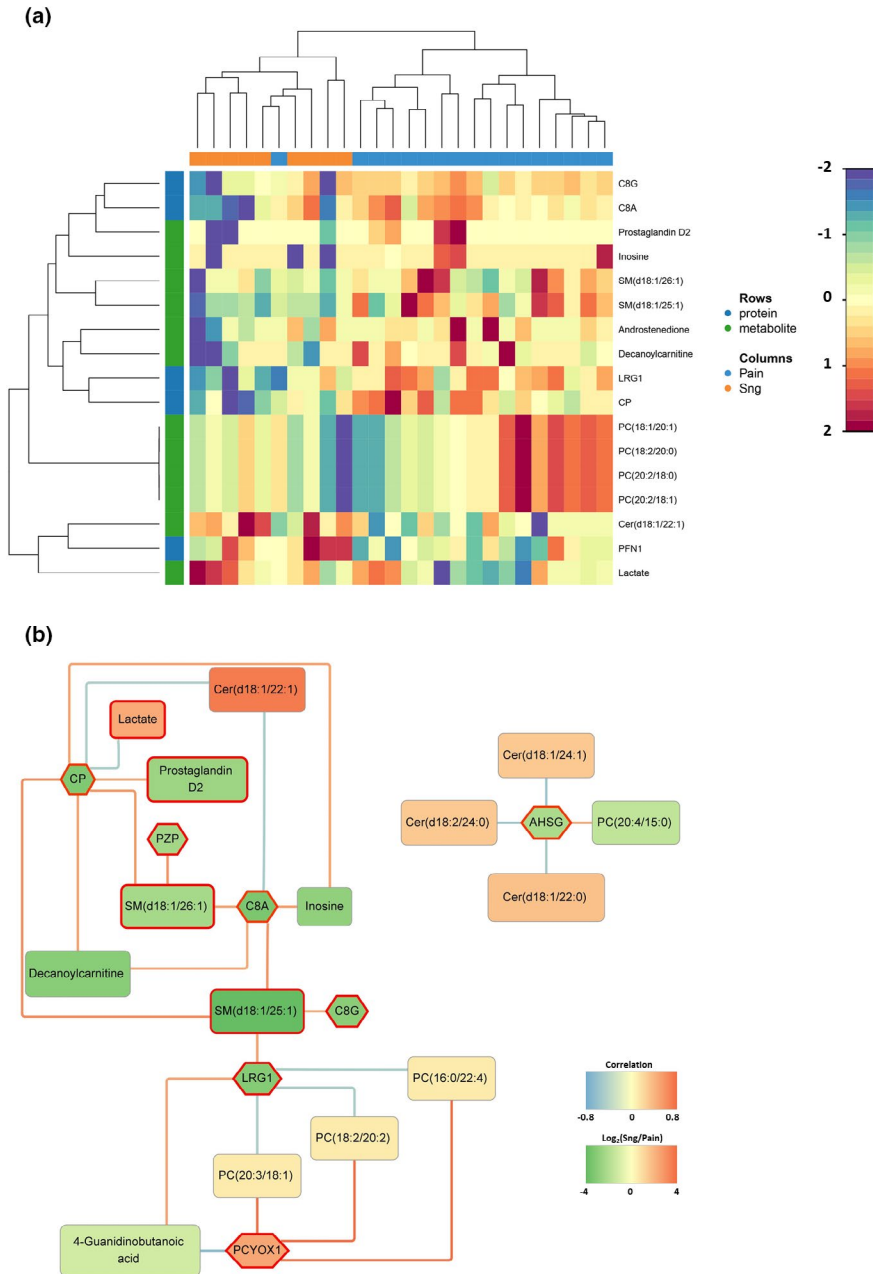 (a)
C8G
C8A
Prostaglandin D2
Inosine
SM(d18:1/26:1)
SM(d18:1/25:1)
Androstenedione
Decanoylcarnitine
LRG1
CP
PC(18:1/20:1)
PC(18:2/20:0)
PC(20:2/18:0)
PC(20:2/18:1)
Cer(d18:1/22:1)
PFN1
Lactate
Rows
protein
metabolite
Columns
Pain
Sng
-2
-1
0
1
2
(b)
Cer(d18:1/22:1)
Lactate
CP
Prostaglandin
D2
PZP
SM(d18:1/26:1)
C8A
Inosine
Decanoylcarnitine
SM(d18:1/25:1)
C8G
LRG1
PC(16:0/22:4)
PC(18:2/20:2)
PC(20:3/18:1)
4-Guanidinobutanoic
acid
PCYOX1
Cer(d18:1/24:1)
Cer(d18:2/24:0)
AHSG
PC(20:4/15:0)
Cer(d18:1/22:0)
Correlation
-0.8 0 0.8
Log₂(Sng/Pain)
-4 0 4